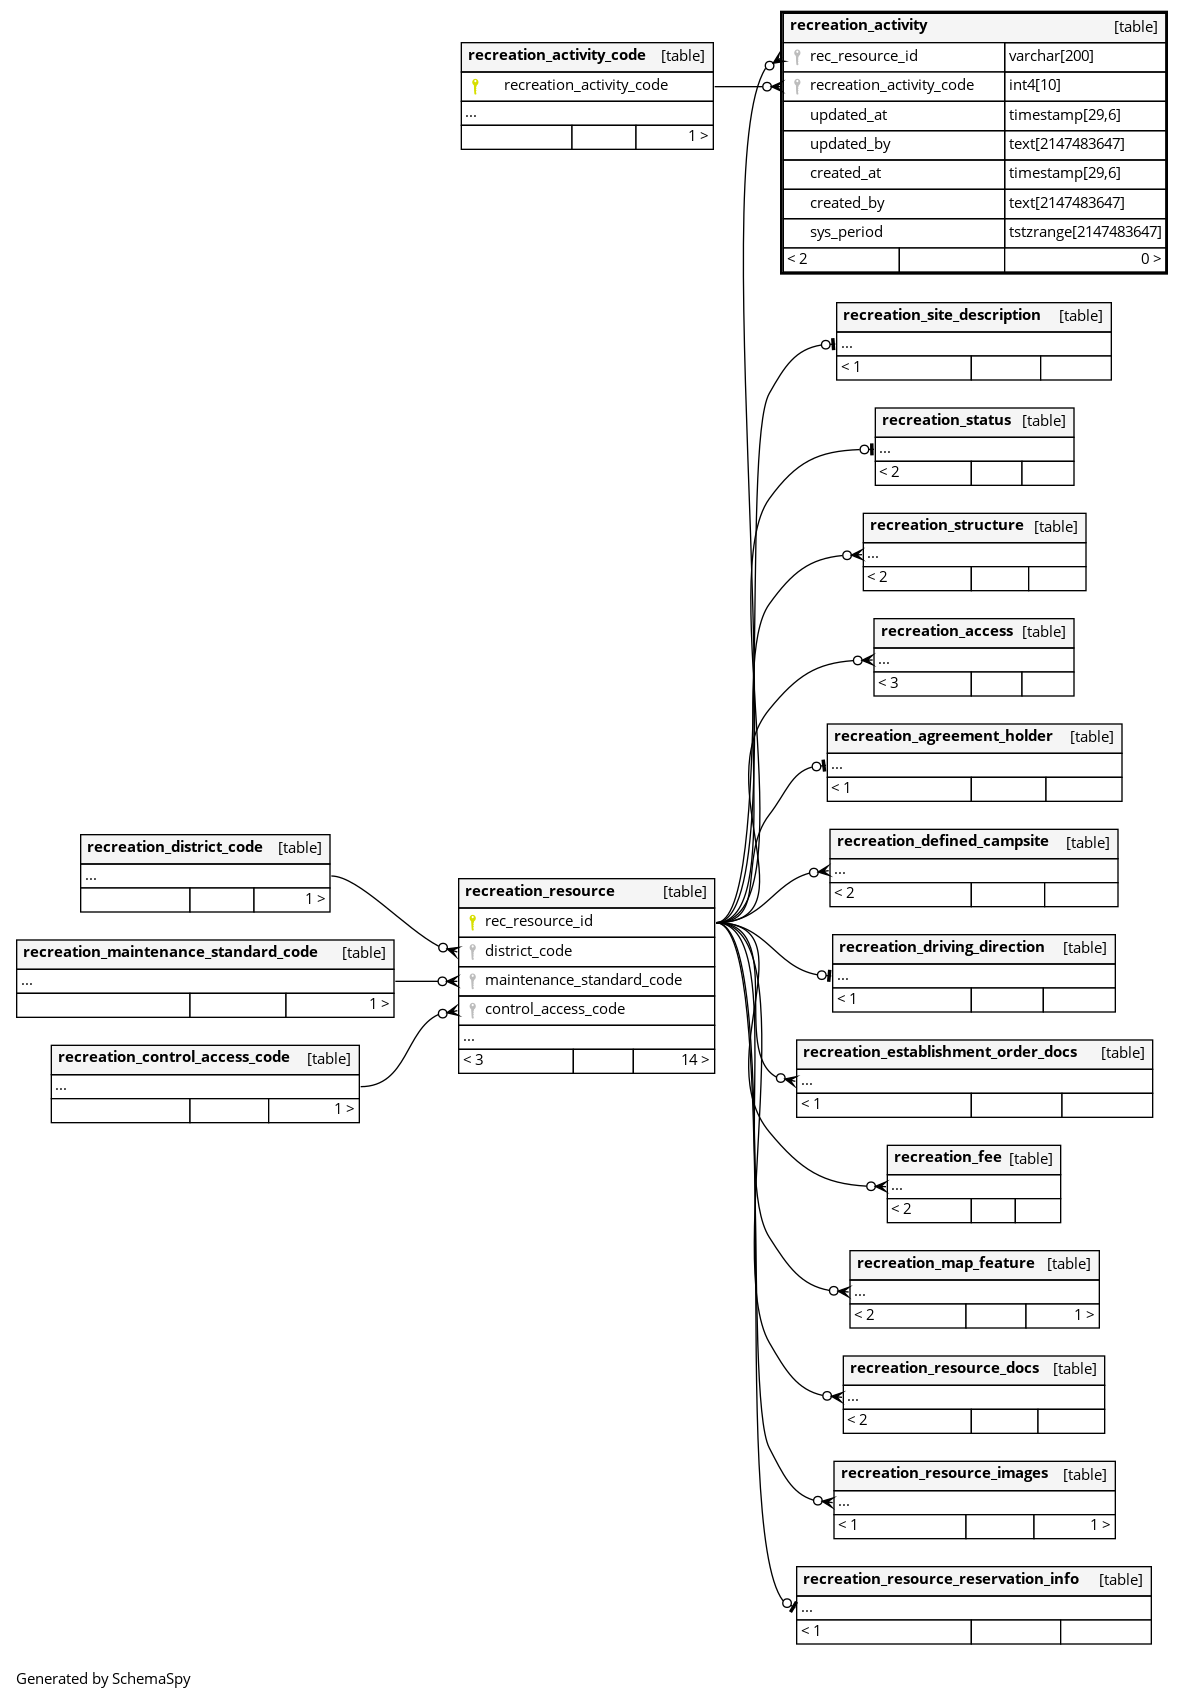 recreation_activity [table]
rec_resource_id varchar[200]
recreation_activity_code int4[10]
updated_at timestamp[29,6]
updated_by text[2147483647]
created_at timestamp[29,6]
created_by text[2147483647]
sys_period tstzrange[2147483647]
< 2 0 >
recreation_activity_code [table]
recreation_activity_code
...
1 >
recreation_site_description [table]
...
< 1
recreation_status [table]
...
< 2
recreation_structure [table]
...
< 2
recreation_access [table]
...
< 3
recreation_agreement_holder [table]
...
< 1
recreation_defined_campsite [table]
...
< 2
recreation_district_code [table]
...
1 >
recreation_maintenance_standard_code [table]
...
1 >
recreation_control_access_code [table]
...
1 >
recreation_resource [table]
rec_resource_id
district_code
maintenance_standard_code
control_access_code
...
< 3 14 >
recreation_driving_direction [table]
...
< 1
recreation_establishment_order_docs [table]
...
< 1
recreation_fee [table]
...
< 2
recreation_map_feature [table]
...
< 2 1 >
recreation_resource_docs [table]
...
< 2
recreation_resource_images [table]
...
< 1 1 >
recreation_resource_reservation_info [table]
...
< 1
Generated by SchemaSpy